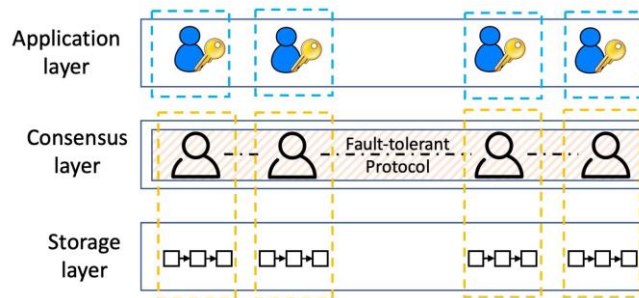 Application
layer
Consensus
layer
Fault-tolerant
Protocol
Storage
layer